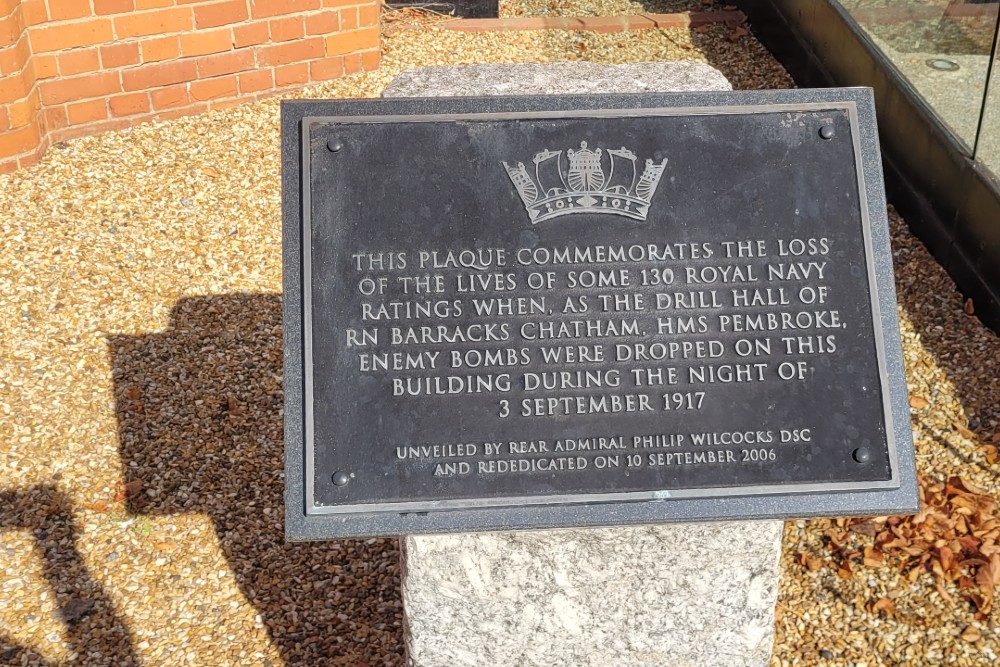 THIS PLAQUE COMMEMORATES THE LOSS
OF THE LIVES OF SOME 130 ROYAL NAVY
RATINGS WHEN, AS THE DRILL HALL OF
RN BARRACKS CHATHAM, HMS PEMBROKE,
ENEMY BOMBS WERE DROPPED ON THIS
BUILDING DURING THE NIGHT OF
3 SEPTEMBER 1917
UNVEILED BY REAR ADMIRAL PHILIP WILCOCKS DSC
AND REDEDICATED ON 10 SEPTEMBER 2006